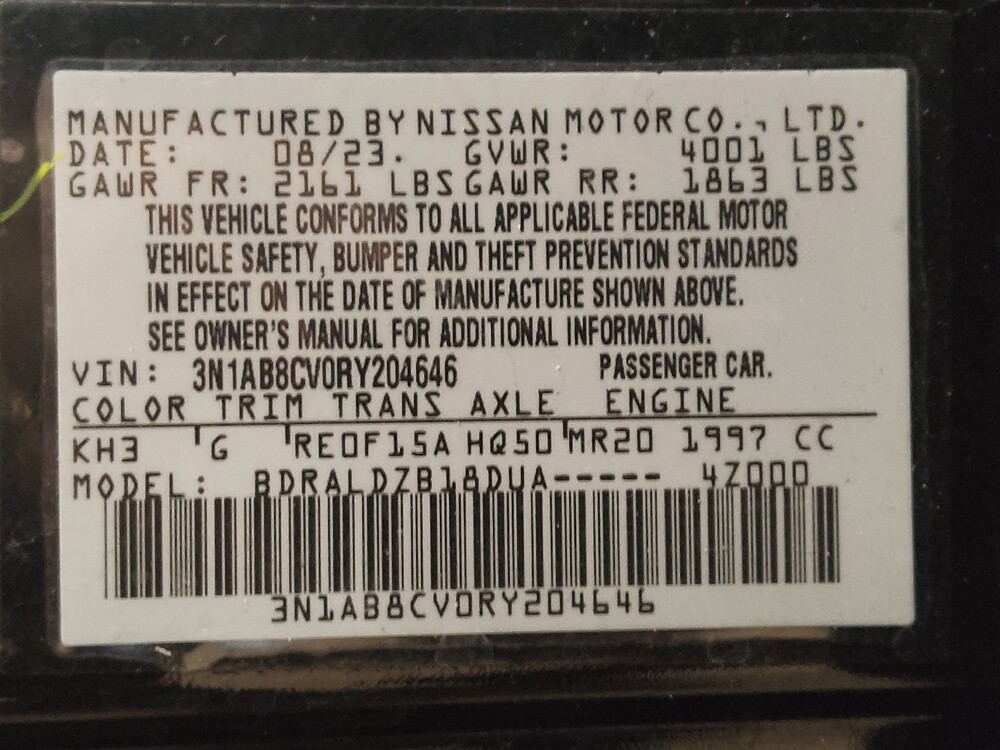 MANUFACTURED BY NISSAN MOTOR CO., LTD.
DATE: 08/23. GVWR: 4001 LBS
GAWR FR: 2161 LBS GAWR RR: 1863 LBS
THIS VEHICLE CONFORMS TO ALL APPLICABLE FEDERAL MOTOR
VEHICLE SAFETY, BUMPER AND THEFT PREVENTION STANDARDS
IN EFFECT ON THE DATE OF MANUFACTURE SHOWN ABOVE.
SEE OWNER'S MANUAL FOR ADDITIONAL INFORMATION.
VIN: 3N1AB8CV0RY204646 PASSENGER CAR.
COLOR TRIM TRANS AXLE ENGINE
KH3 G RE0F15A HQ50 MR20 1997 CC
MODEL: BDRALDZB18DUA----- 4Z000
3N1AB8CV0RY204646